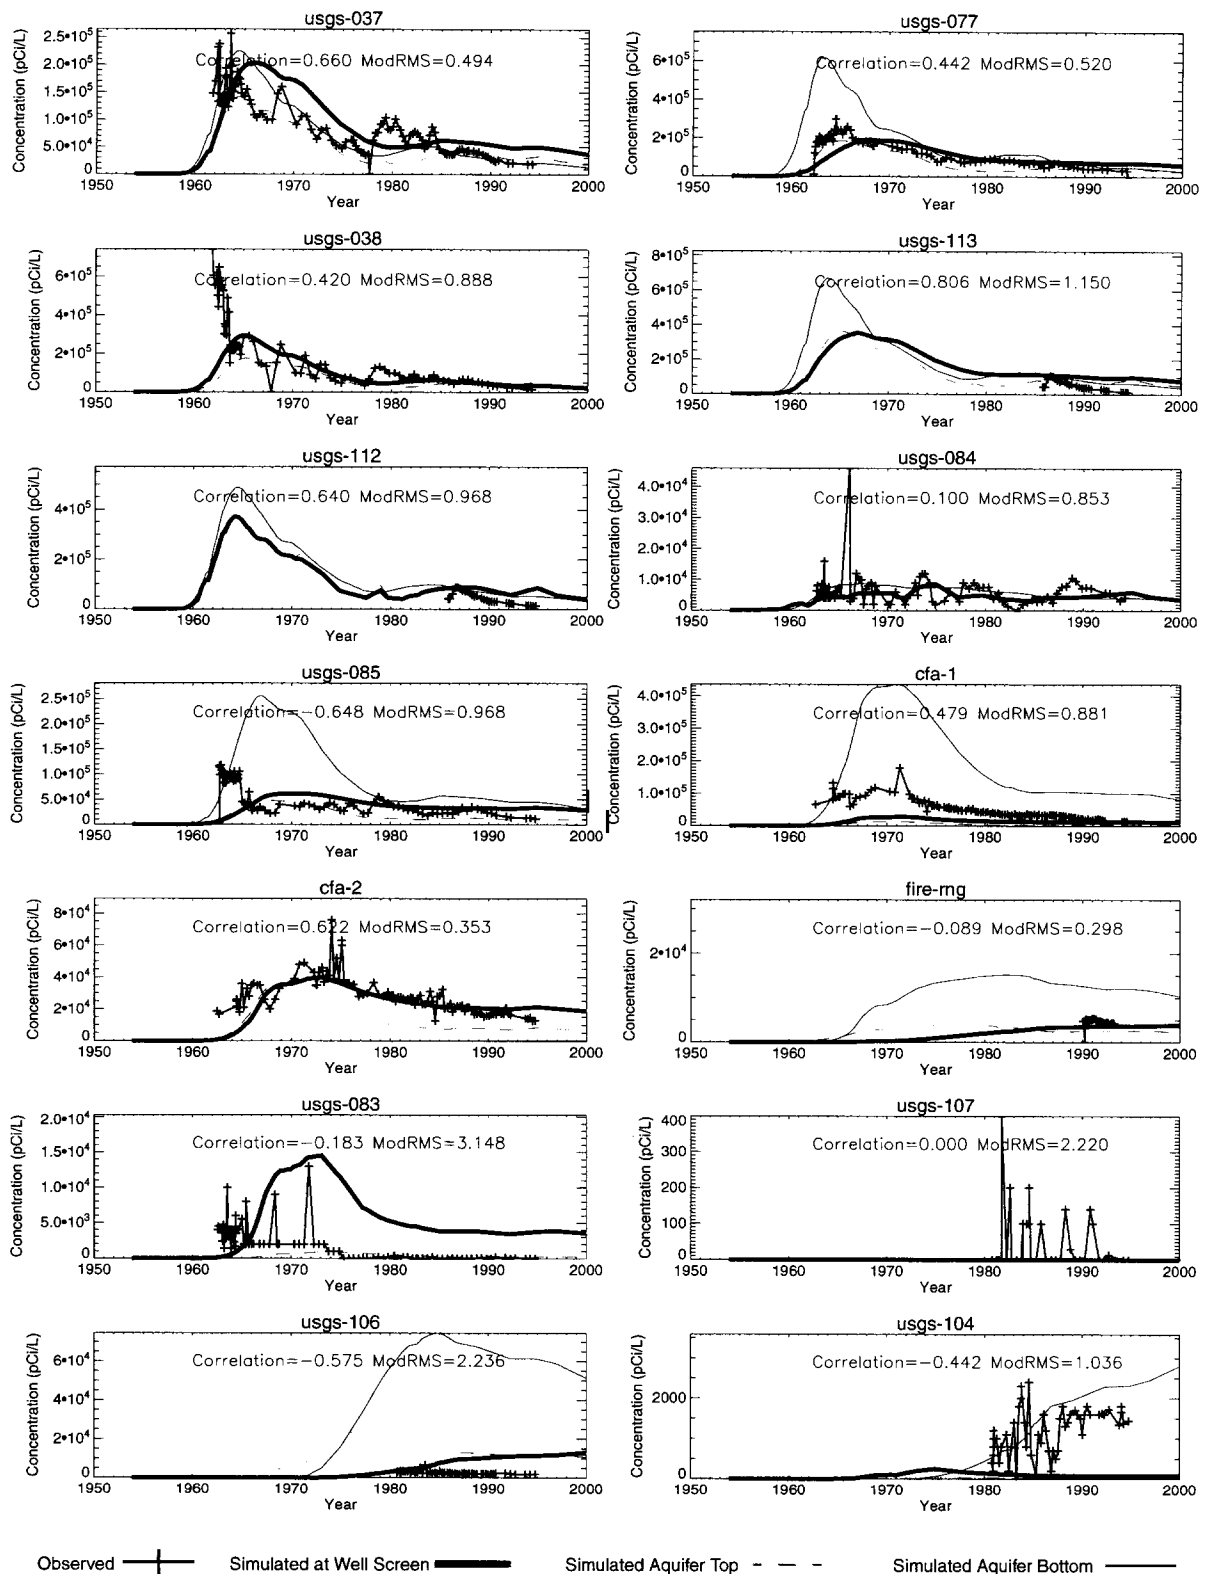 usgs-037
Concentration (pCi/L)
2.5•10⁵
2.0•10⁵
1.5•10⁵
1.0•10⁵
5.0•10⁴
0
Correlation=0.660 ModRMS=0.494
1950 1960 1970 1980 1990 2000
Year
usgs-077
Concentration (pCi/L)
6•10⁵
4•10⁵
2•10⁵
0
Correlation=0.442 ModRMS=0.520
1950 1960 1970 1980 1990 2000
Year
usgs-038
Concentration (pCi/L)
6•10⁵
4•10⁵
2•10⁵
0
Correlation=0.420 ModRMS=0.888
1950 1960 1970 1980 1990 2000
Year
usgs-113
Concentration (pCi/L)
8•10⁵
6•10⁵
4•10⁵
2•10⁵
0
Correlation=0.806 ModRMS=1.150
1950 1960 1970 1980 1990 2000
Year
usgs-112
Concentration (pCi/L)
4•10⁵
2•10⁵
0
Correlation=0.640 ModRMS=0.968
1950 1960 1970 1980 1990 2000
Year
usgs-084
Concentration (pCi/L)
4.0•10⁴
3.0•10⁴
2.0•10⁴
1.0•10⁴
0
Correlation=0.100 ModRMS=0.853
1950 1960 1970 1980 1990 2000
Year
usgs-085
Concentration (pCi/L)
2.5•10⁵
2.0•10⁵
1.5•10⁵
1.0•10⁵
5.0•10⁴
0
Correlation=-0.648 ModRMS=0.968
1950 1960 1970 1980 1990 2000
Year
cfa-1
Concentration (pCi/L)
4.0•10⁵
3.0•10⁵
2.0•10⁵
1.0•10⁵
0
Correlation=0.479 ModRMS=0.881
1950 1960 1970 1980 1990 2000
Year
cfa-2
Concentration (pCi/L)
8•10⁴
6•10⁴
4•10⁴
2•10⁴
0
Correlation=0.622 ModRMS=0.353
1950 1960 1970 1980 1990 2000
Year
fire-rng
Concentration (pCi/L)
2•10⁴
0
Correlation=-0.089 ModRMS=0.298
1950 1960 1970 1980 1990 2000
Year
usgs-083
Concentration (pCi/L)
2.0•10⁴
1.5•10⁴
1.0•10⁴
5.0•10³
0
Correlation=-0.183 ModRMS=3.148
1950 1960 1970 1980 1990 2000
Year
usgs-107
Concentration (pCi/L)
400
300
200
100
0
Correlation=0.000 ModRMS=2.220
1950 1960 1970 1980 1990 2000
Year
usgs-106
Concentration (pCi/L)
6•10⁴
4•10⁴
2•10⁴
0
Correlation=-0.575 ModRMS=2.236
1950 1960 1970 1980 1990 2000
Year
usgs-104
Concentration (pCi/L)
2000
0
Correlation=-0.442 ModRMS=1.036
1950 1960 1970 1980 1990 2000
Year
Observed Simulated at Well Screen Simulated Aquifer Top Simulated Aquifer Bottom